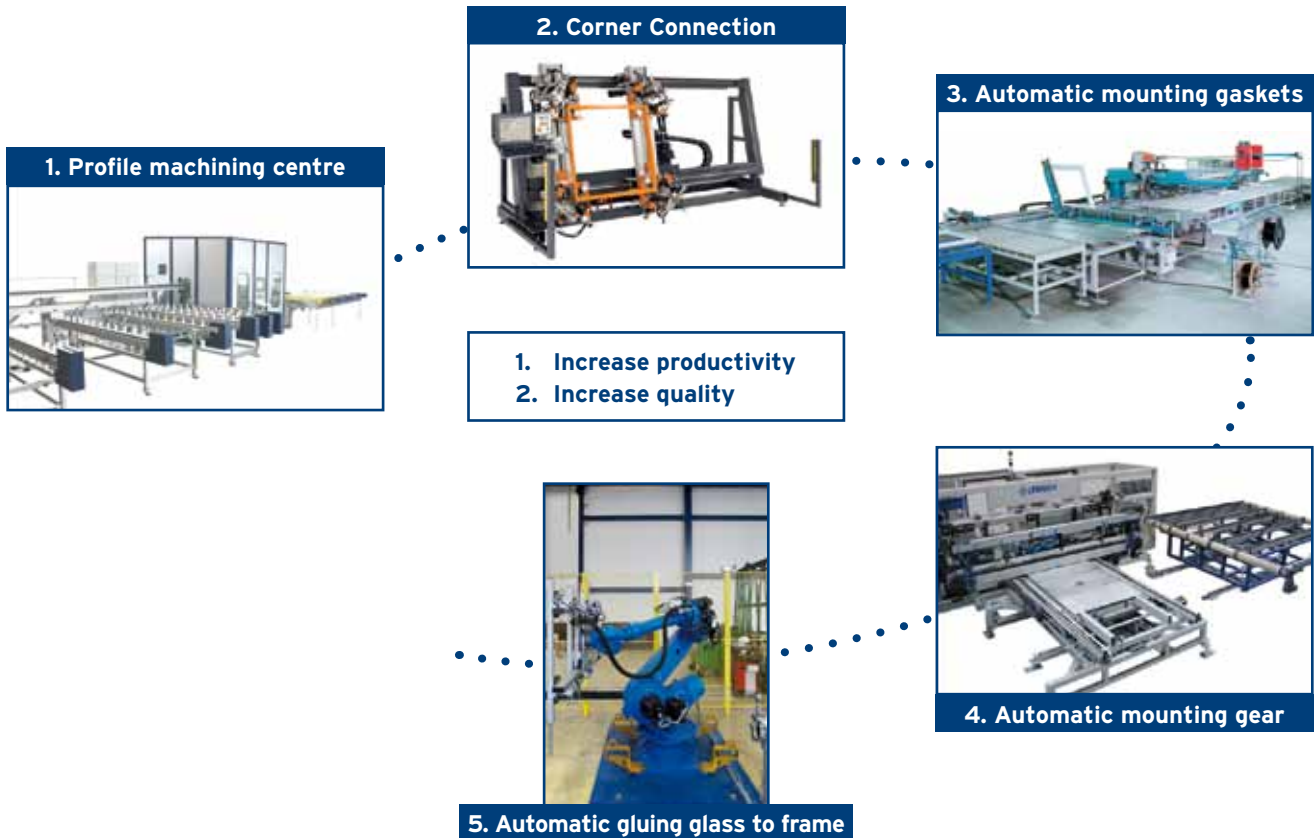 2. Corner Connection
3. Automatic mounting gaskets
1. Profile machining centre
1. Increase productivity
2. Increase quality
4. Automatic mounting gear
5. Automatic gluing glass to frame